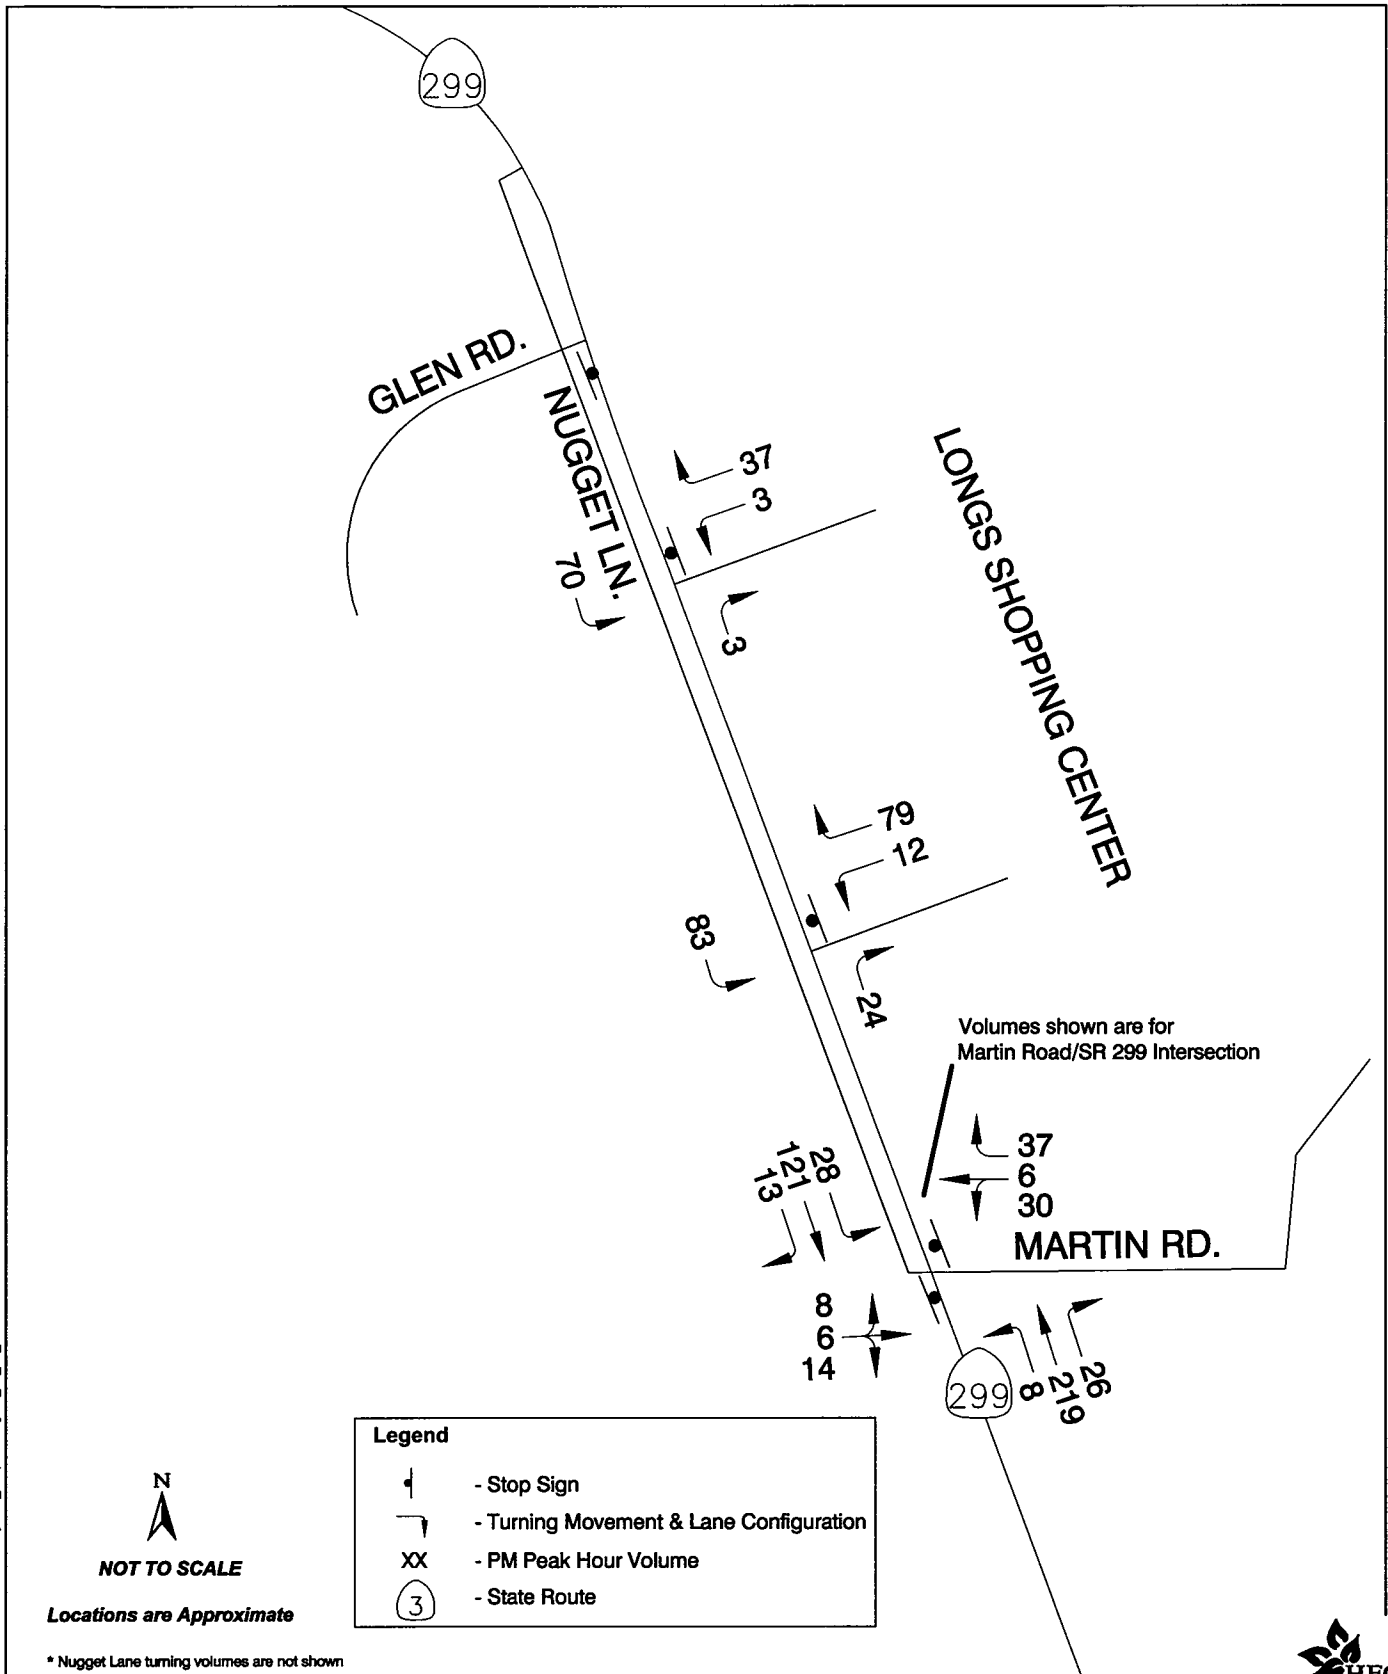 299
GLEN RD.
NUGGET LN.
37
3
70
3
LONGS SHOPPING CENTER
79
12
83
24
Volumes shown are for
Martin Road/SR 299 Intersection
13
121
28
37
6
30
MARTIN RD.
8
6
14
299
8
219
26
Legend
- Stop Sign
- Turning Movement & Lane Configuration
XX - PM Peak Hour Volume
3 - State Route
N
NOT TO SCALE
Locations are Approximate
* Nugget Lane turning volumes are not shown